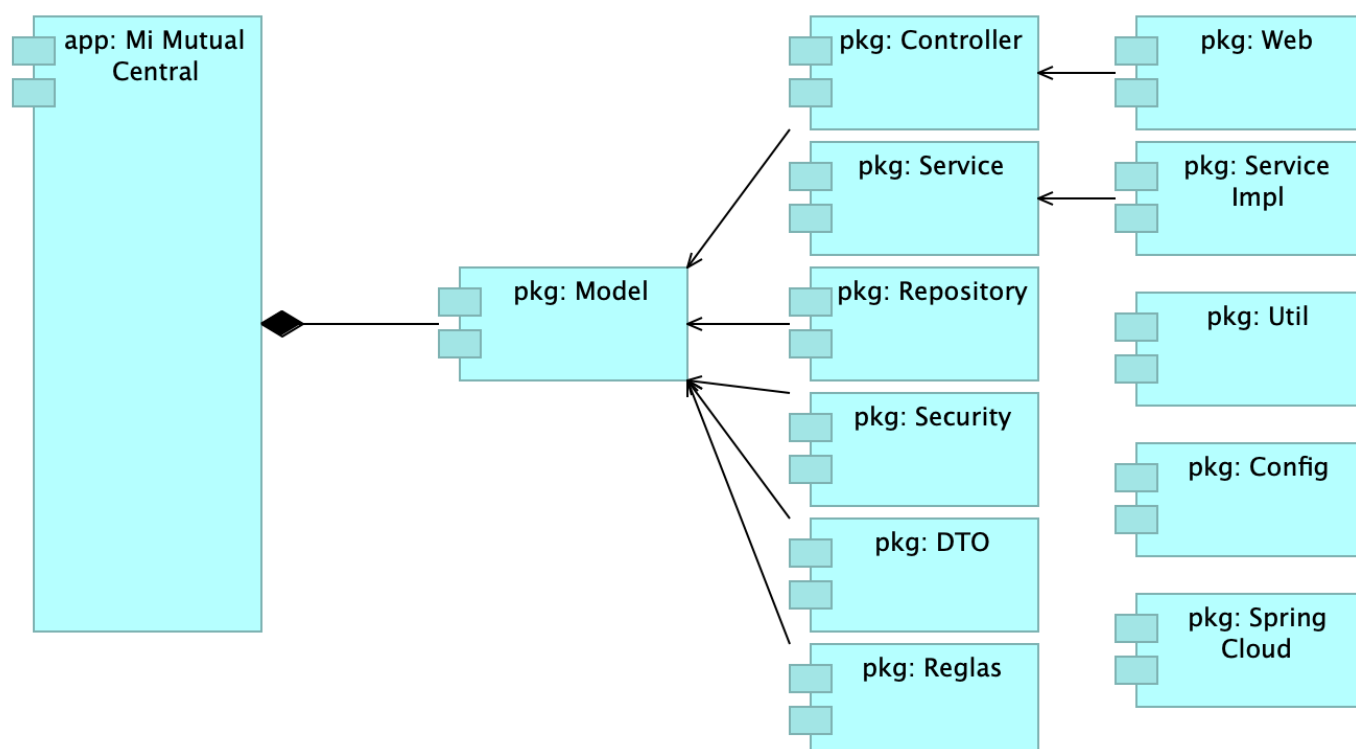 app: Mi Mutual
Central
pkg: Model
pkg: Controller
pkg: Service
pkg: Repository
pkg: Security
pkg: DTO
pkg: Reglas
pkg: Web
pkg: Service
Impl
pkg: Util
pkg: Config
pkg: Spring
Cloud